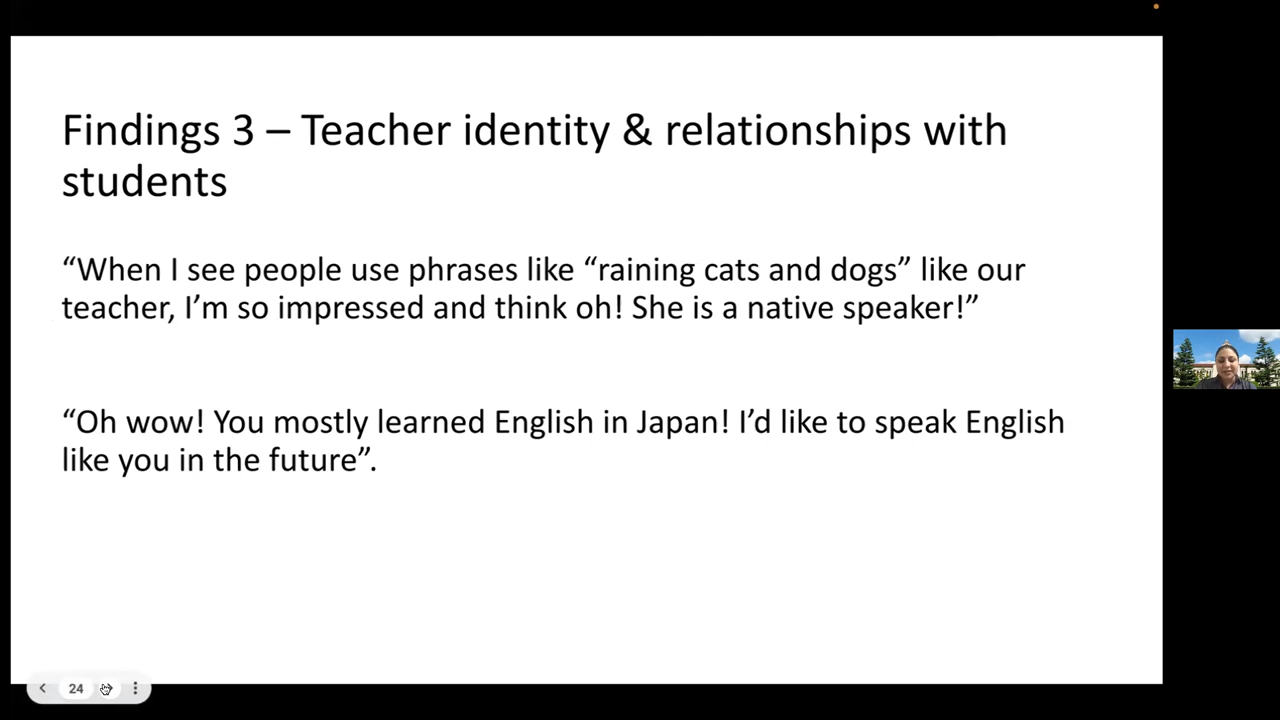 Findings 3 – Teacher identity & relationships with
students
“When I see people use phrases like “raining cats and dogs” like our
teacher, I’m so impressed and think oh! She is a native speaker!”
“Oh wow! You mostly learned English in Japan! I’d like to speak English
like you in the future”.
24